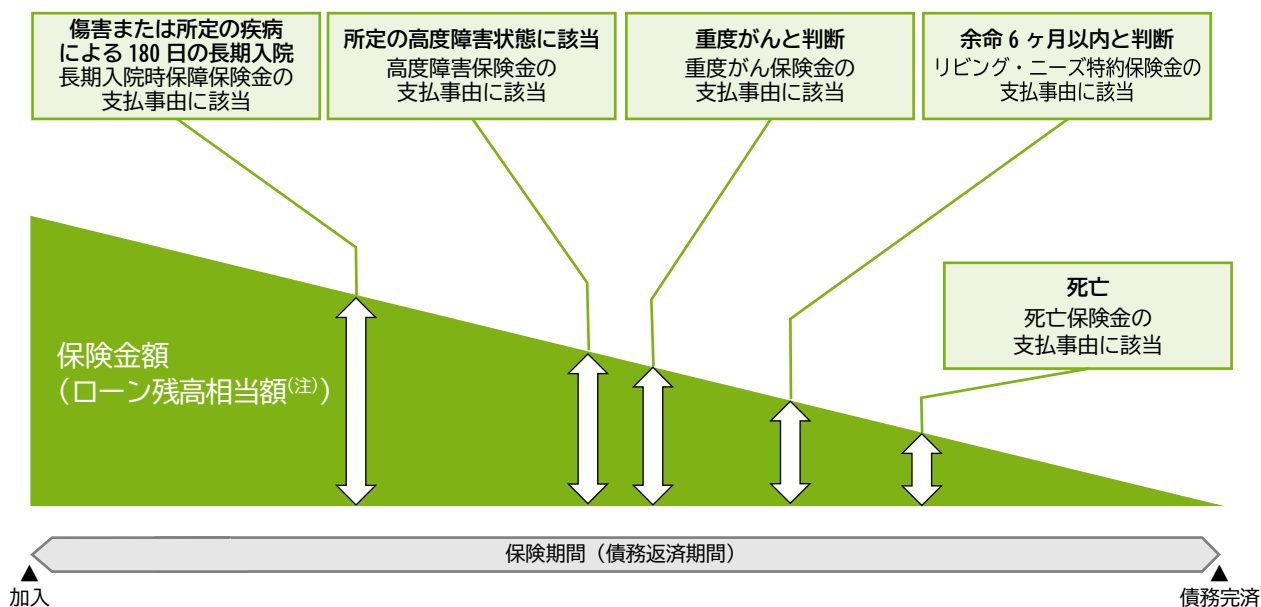 傷害または所定の疾病
による 180 日の長期入院
長期入院時保障保険金の
支払事由に該当
所定の高度障害状態に該当
高度障害保険金の
支払事由に該当
重度がんと判断
重度がん保険金の
支払事由に該当
余命 6 ヶ月以内と判断
リビング・ニーズ特約保険金の
支払事由に該当
死亡
死亡保険金の
支払事由に該当
保険金額
（ローン残高相当額(注)）
保険期間（債務返済期間）
▲
加入
▲
債務完済